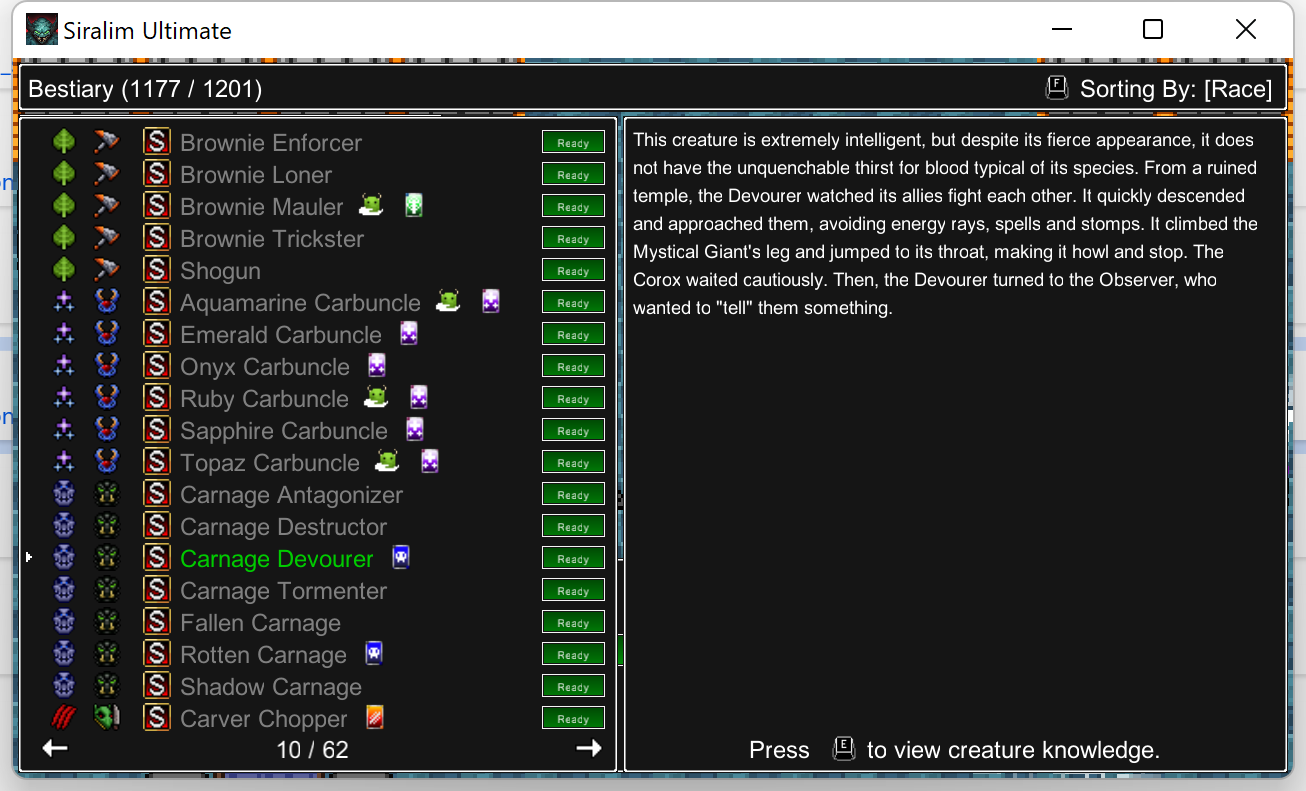 Siralim Ultimate
Bestiary (1177 / 1201)
F Sorting By: [Race]
S Brownie Enforcer Ready
S Brownie Loner Ready
S Brownie Mauler Ready
S Brownie Trickster Ready
S Shogun Ready
S Aquamarine Carbuncle Ready
S Emerald Carbuncle Ready
S Onyx Carbuncle Ready
S Ruby Carbuncle Ready
S Sapphire Carbuncle Ready
S Topaz Carbuncle Ready
S Carnage Antagonizer Ready
S Carnage Destructor Ready
S Carnage Devourer Ready
S Carnage Tormenter Ready
S Fallen Carnage Ready
S Rotten Carnage Ready
S Shadow Carnage Ready
S Carver Chopper Ready
10 / 62
This creature is extremely intelligent, but despite its fierce appearance, it does
not have the unquenchable thirst for blood typical of its species. From a ruined
temple, the Devourer watched its allies fight each other. It quickly descended
and approached them, avoiding energy rays, spells and stomps. It climbed the
Mystical Giant's leg and jumped to its throat, making it howl and stop. The
Corox waited cautiously. Then, the Devourer turned to the Observer, who
wanted to "tell" them something.
Press E to view creature knowledge.